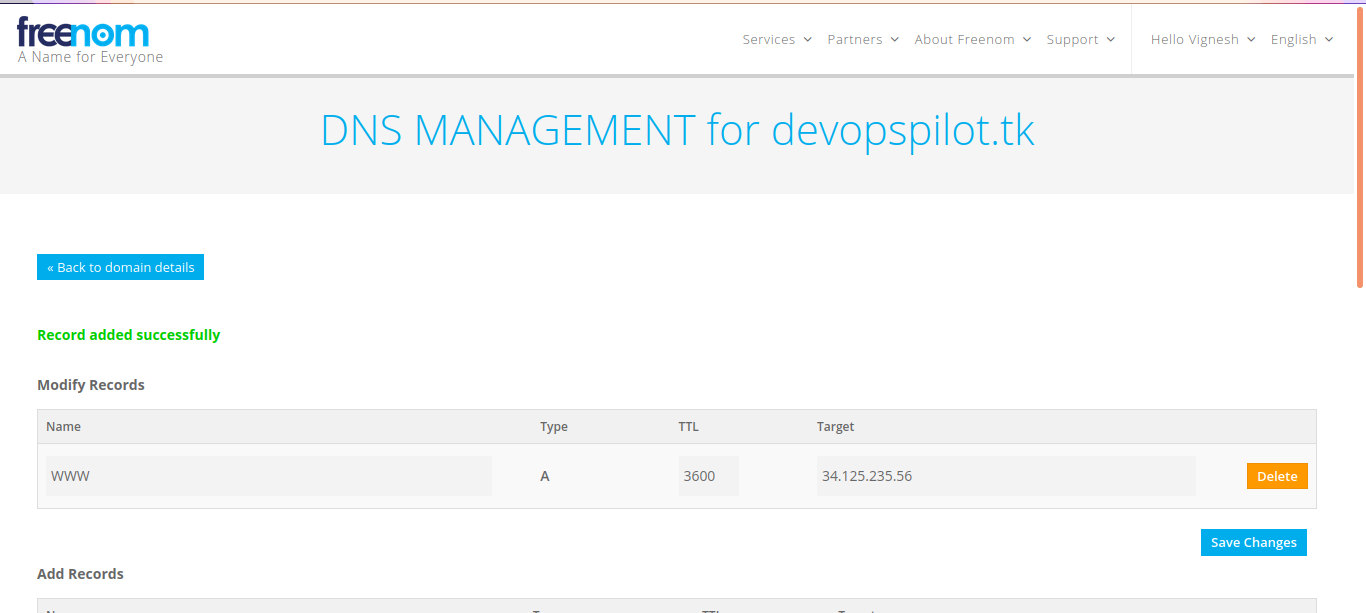 freenom
A Name for Everyone
Services Partners About Freenom Support Hello Vignesh English
DNS MANAGEMENT for devopspilot.tk
« Back to domain details
Record added successfully
Modify Records
Name Type TTL Target
WWW A 3600 34.125.235.56 Delete
Save Changes
Add Records